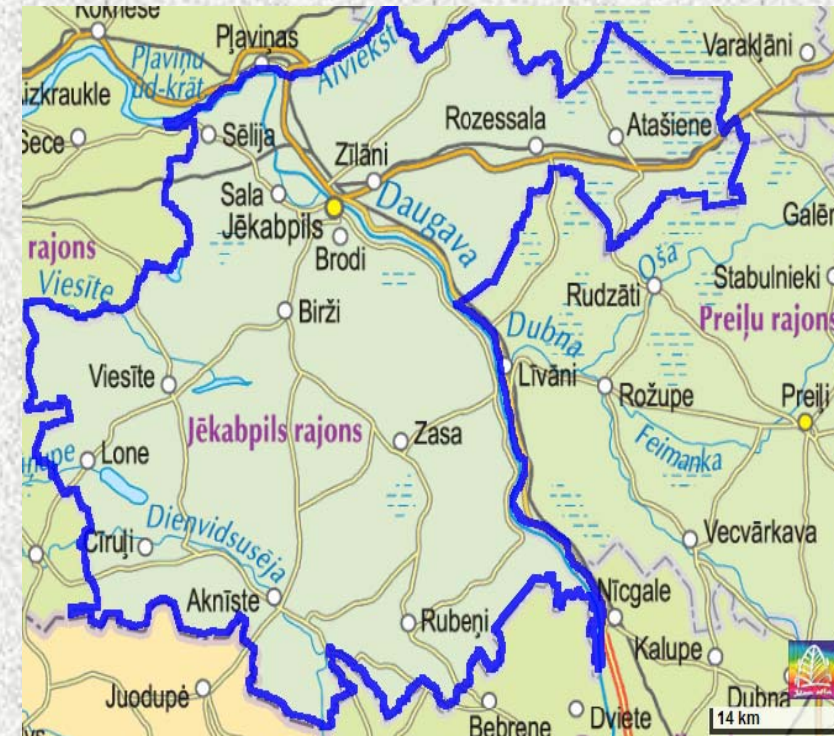 Koknese
Pļaviņas
Pļaviņu
ūd-krāt.
Aiviekste
Varakļāni
Aizkraukle
Sece
Sēlija
Rozessala
Atašiene
Zīlāni
Sala
Jēkabpils
Daugava
Brodi
rajons
Viesīte
Oša
Stabulnieki
Rudzāti
Preiļu rajons
Birži
Dubna
Līvāni
Viesīte
Rožupe
Preiļi
Jēkabpils rajons
Zasa
Feimanka
Lone
Dienvidsusēja
Cīruļi
Vecvārkava
Aknīste
Nīcgale
Rubeņi
Kalupe
Juodupė
Dubna
Bebrene
Dviete
14 km